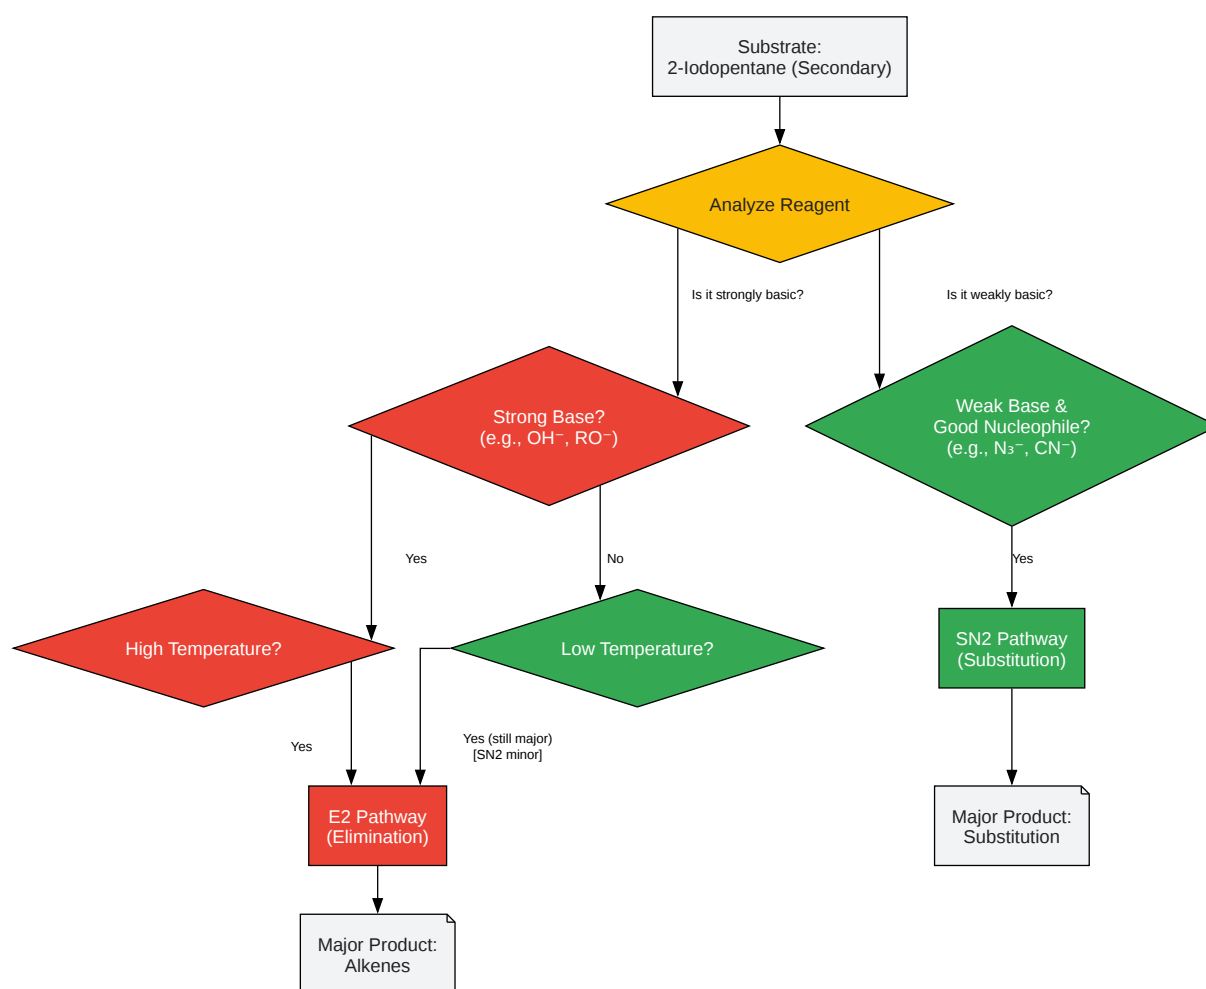 Substrate:
2-Iodopentane (Secondary)
Analyze Reagent
Is it strongly basic?
Is it weakly basic?
Strong Base?
(e.g., OH⁻, RO⁻)
Weak Base &
Good Nucleophile?
(e.g., N₃⁻, CN⁻)
Yes
No
Yes
High Temperature?
Low Temperature?
SN2 Pathway
(Substitution)
Yes
Yes (still major)
[SN2 minor]
E2 Pathway
(Elimination)
Major Product:
Substitution
Major Product:
Alkenes